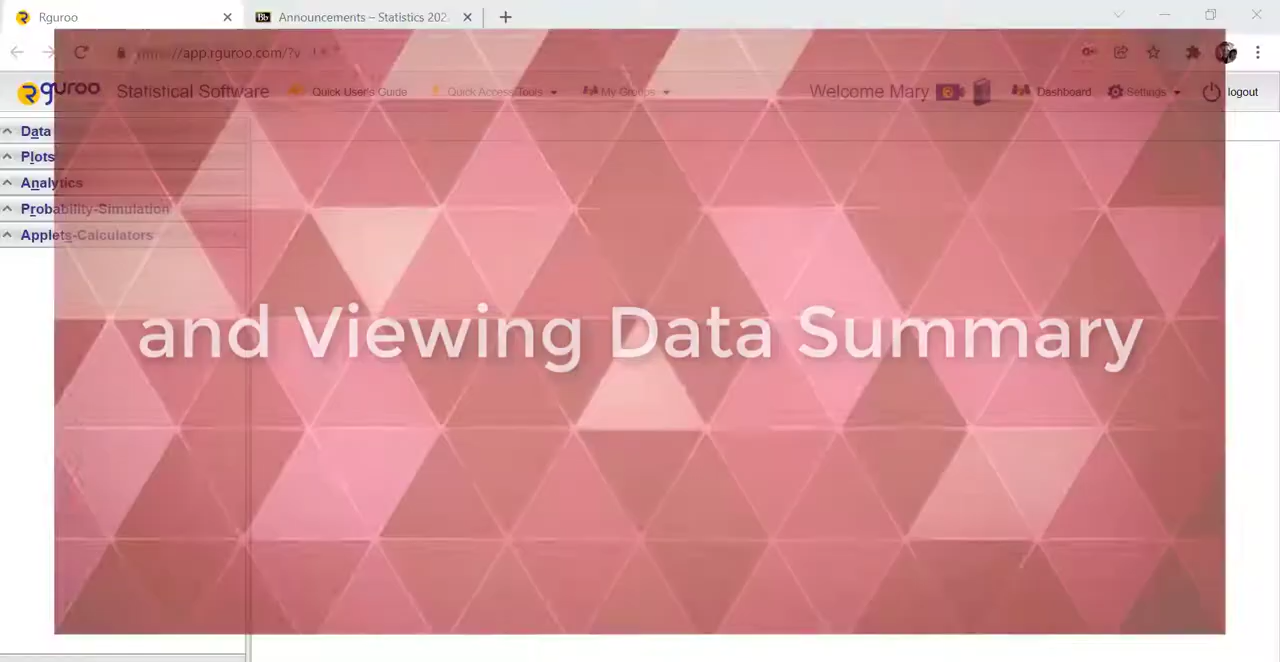 Rguroo
Announcements – Statistics 202
//app.rguroo.com/?v
rguroo Statistical Software Quick User's Guide Quick Access Tools My Groups Welcome Mary Dashboard Settings logout
Data
Plots
Analytics
Probability-Simulation
Applets-Calculators
and Viewing Data Summary